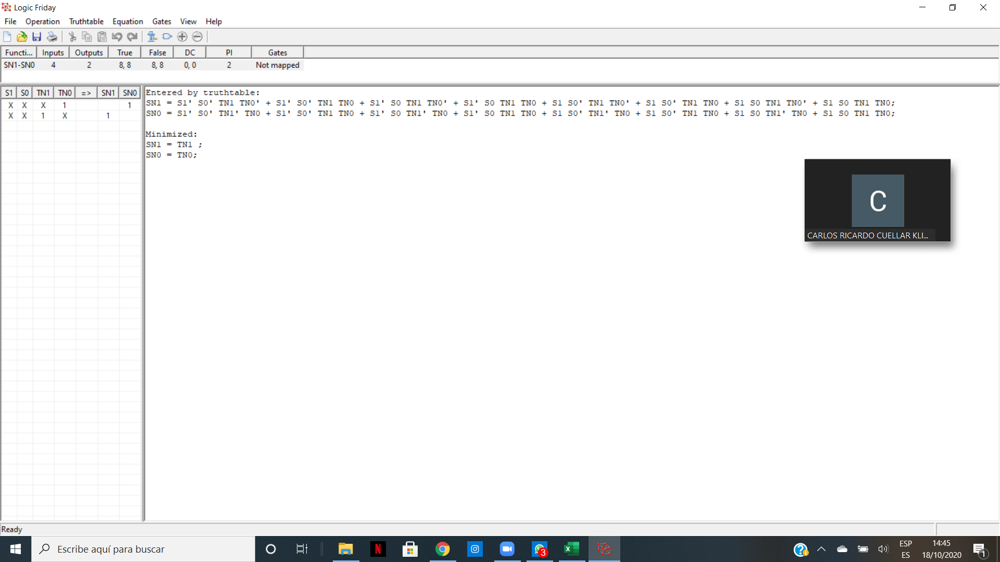 Logic Friday
File Operation Truthtable Equation Gates View Help
Functi... Inputs Outputs True False DC PI Gates
SN1-SN0 4 2 8, 8 8, 8 0, 0 2 Not mapped
S1 S0 TN1 TN0 => SN1 SN0
X X X 1 1
X X 1 X 1
Entered by truthtable:
SN1 = S1' S0' TN1 TN0' + S1' S0' TN1 TN0 + S1' S0 TN1 TN0' + S1' S0 TN1 TN0 + S1 S0' TN1 TN0' + S1 S0' TN1 TN0 + S1 S0 TN1 TN0' + S1 S0 TN1 TN0;
SN0 = S1' S0' TN1' TN0 + S1' S0' TN1 TN0 + S1' S0 TN1' TN0 + S1' S0 TN1 TN0 + S1 S0' TN1' TN0 + S1 S0' TN1 TN0 + S1 S0 TN1' TN0 + S1 S0 TN1 TN0;
Minimized:
SN1 = TN1 ;
SN0 = TN0;
C
CARLOS RICARDO CUELLAR KLI...
Ready
Escribe aquí para buscar
N
3
ESP
ES
14:45
18/10/2020
1